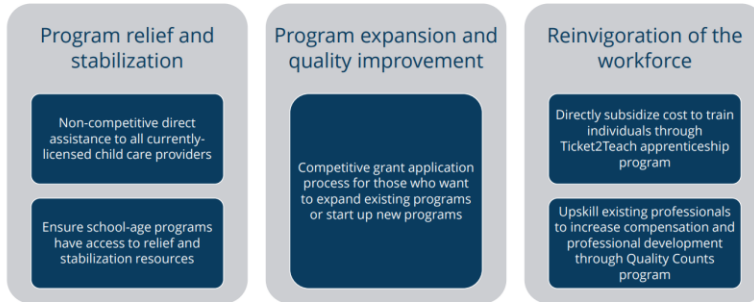 Program relief and
stabilization
Non-competitive direct
assistance to all currently-
licensed child care providers
Ensure school-age programs
have access to relief and
stabilization resources
Program expansion and
quality improvement
Competitive grant application
process for those who want
to expand existing programs
or start up new programs
Reinvigoration of the
workforce
Directly subsidize cost to train
individuals through
Ticket2Teach apprenticeship
program
Upskill existing professionals
to increase compensation and
professional development
through Quality Counts
program